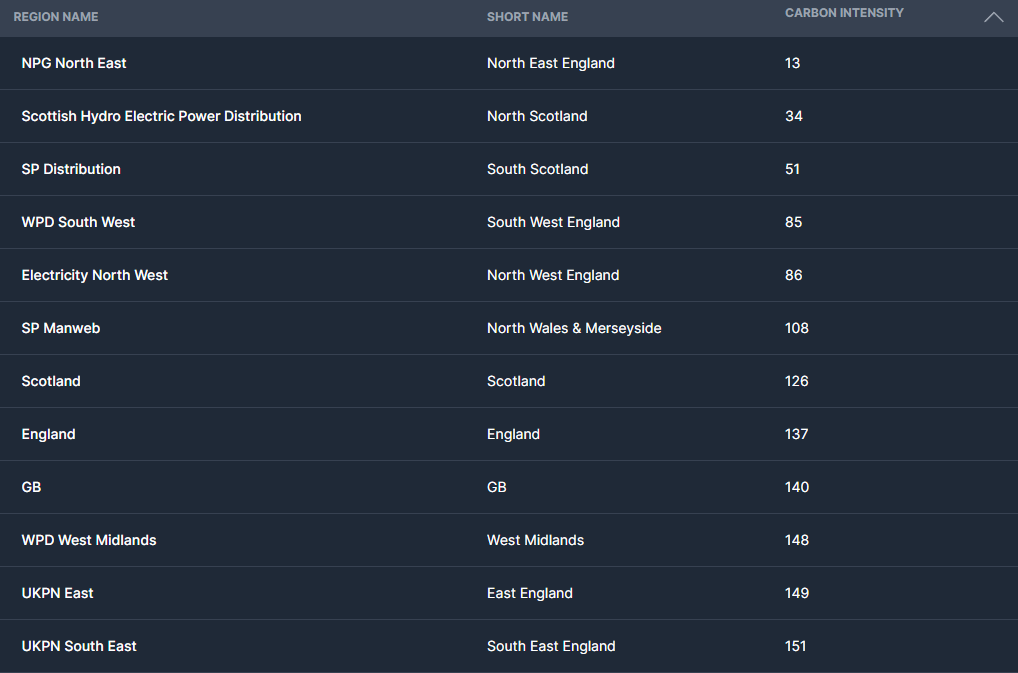 REGION NAME SHORT NAME CARBON INTENSITY
NPG North East North East England 13
Scottish Hydro Electric Power Distribution North Scotland 34
SP Distribution South Scotland 51
WPD South West South West England 85
Electricity North West North West England 86
SP Manweb North Wales & Merseyside 108
Scotland Scotland 126
England England 137
GB GB 140
WPD West Midlands West Midlands 148
UKPN East East England 149
UKPN South East South East England 151